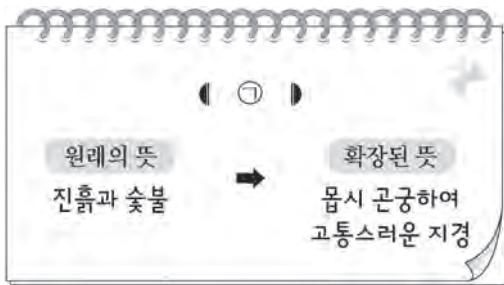 ㉠
원래의 뜻
진흙과 숯불
➡
확장된 뜻
몹시 곤궁하여
고통스러운 지경